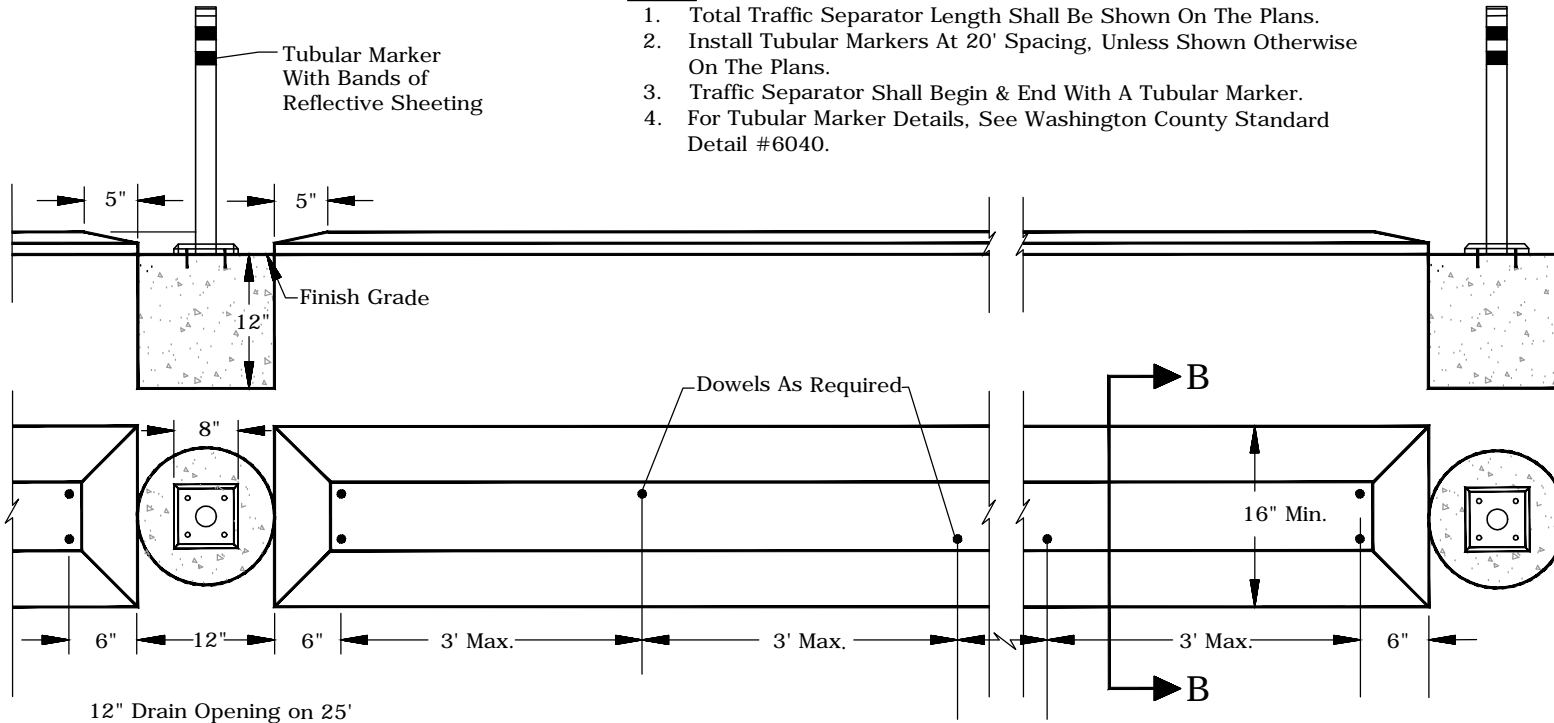 1. Total Traffic Separator Length Shall Be Shown On The Plans.
2. Install Tubular Markers At 20' Spacing, Unless Shown Otherwise
On The Plans.
3. Traffic Separator Shall Begin & End With A Tubular Marker.
4. For Tubular Marker Details, See Washington County Standard
Detail #6040.
Tubular Marker
With Bands of
Reflective Sheeting
5" 5"
Finish Grade
12"
Dowels As Required
B
8"
16" Min.
6" 12" 6" 3' Max. 3' Max. 3' Max. 6"
B
12" Drain Opening on 25'